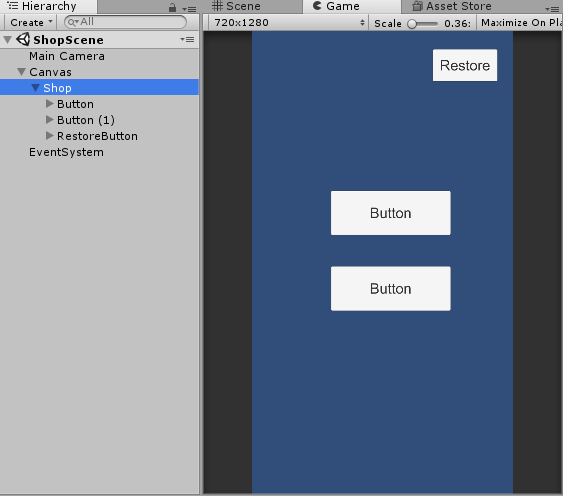 Hierarchy
Create
All
ShopScene
Main Camera
Canvas
Shop
Button
Button (1)
RestoreButton
EventSystem
Scene
Game
Asset Store
720x1280
Scale
0.36:
Maximize On Pla
Restore
Button
Button